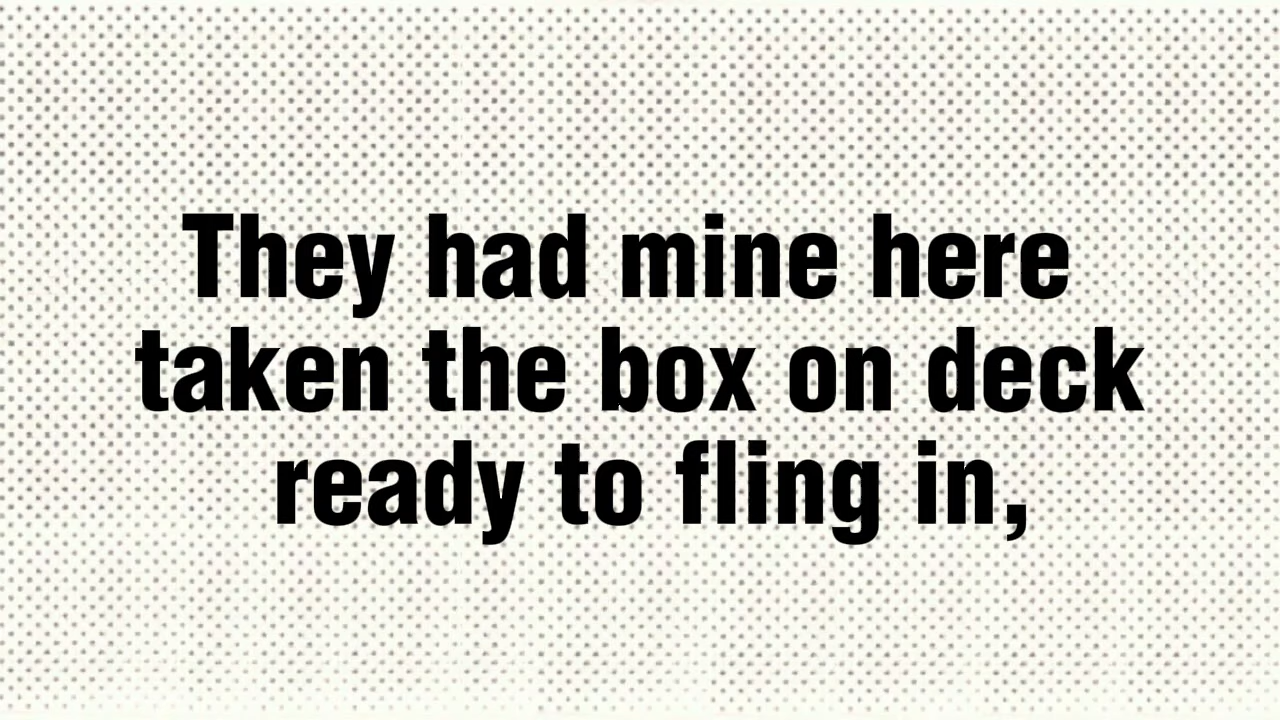 They had mine here
taken the box on deck
ready to fling in,